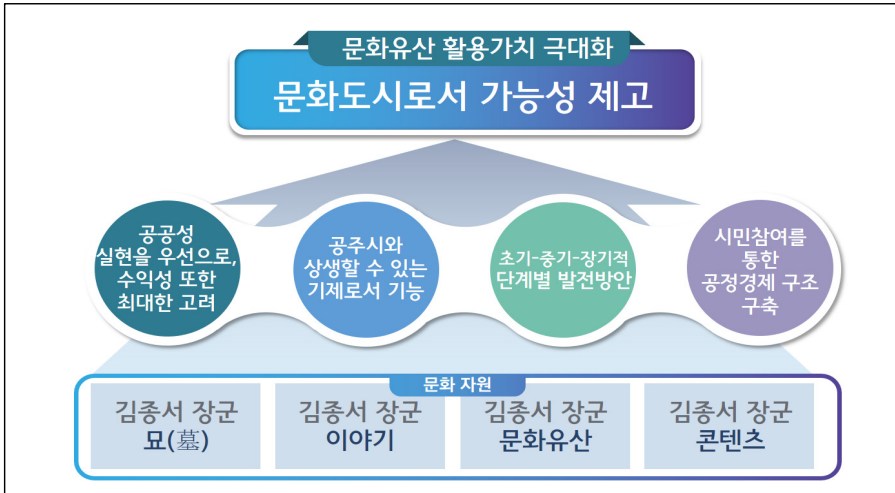 문화유산 활용가치 극대화
문화도시로서 가능성 제고
공공성
실현을 우선으로,
수익성 또한
최대한 고려
공주시와
상생할 수 있는
기제로서 기능
초기-중기-장기적
단계별 발전방안
시민참여를
통한
공정경제 구조
구축
문화 자원
김종서 장군
묘(墓)
김종서 장군
이야기
김종서 장군
문화유산
김종서 장군
콘텐츠